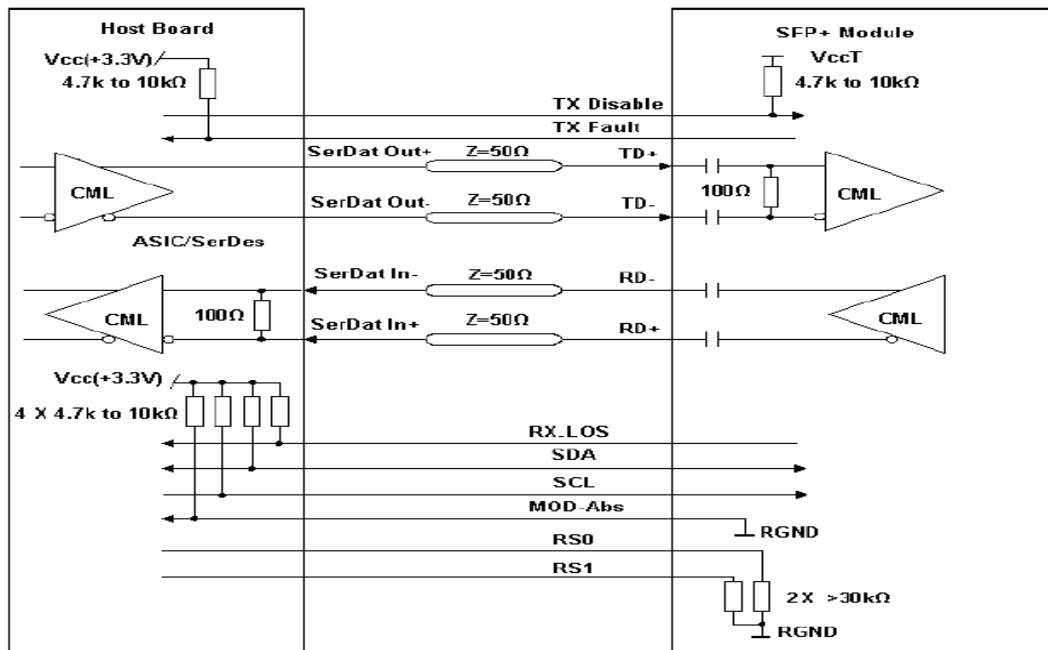 Host Board
SFP+ Module
Vcc(+3.3V)
4.7k to 10kΩ
VccT
4.7k to 10kΩ
TX Disable
TX Fault
SerDat Out+
Z=50Ω
TD+
CML
100Ω
CML
SerDat Out-
Z=50Ω
TD-
ASIC/SerDes
SerDat In-
Z=50Ω
RD-
CML
100Ω
CML
SerDat In+
Z=50Ω
RD+
Vcc(+3.3V)
4 X 4.7k to 10kΩ
RX_LOS
SDA
SCL
MOD-Abs
RGND
RS0
RS1
2X >30kΩ
RGND